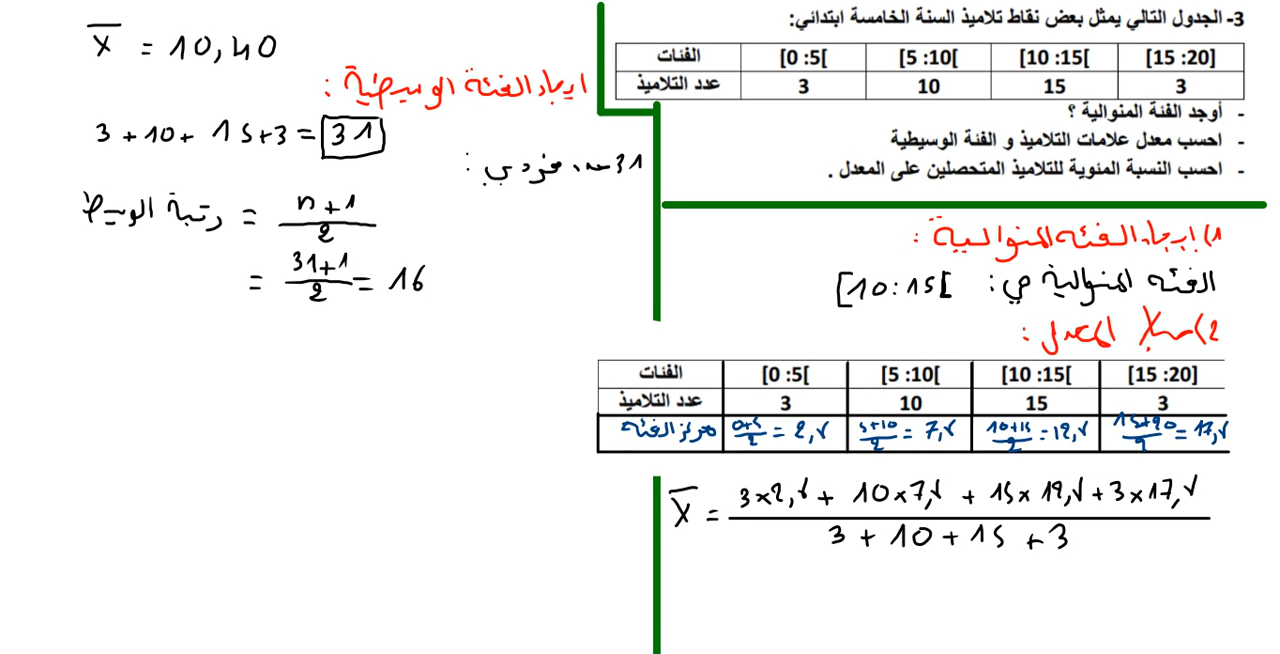 3- الجدول التالي يمثل بعض نقاط تلاميذ السنة الخامسة ابتدائي:
الفئات [0 :5[ [5 :10[ [10 :15[ [15 :20]
عدد التلاميذ 3 10 15 3
- أوجد الفئة المنوالية ؟
- احسب معدل علامات التلاميذ و الفئة الوسيطية
- احسب النسبة المئوية للتلاميذ المتحصلين على المعدل .
1) إيجاد الفئة المنوالية :
الفئة المنوالية هي: [10:15[
2) حساب المعدل :
الفئات [0 :5[ [5 :10[ [10 :15[ [15 :20]
عدد التلاميذ 3 10 15 3
مركز الفئة 0+5/2 = 2,5 5+10/2 = 7,5 10+15/2 = 12,5 15+20/2 = 17,5
X̄ = 3×2,5 + 10×7,5 + 15×12,5 + 3×17,5 / 3 + 10 + 15 + 3
X̄ = 10,40
ايجاد الفئة الوسيطية :
3 + 10 + 15 + 3 = 31
31 عدد فردي :
رتبة الوسيط = n+1/2
= 31+1/2 = 16